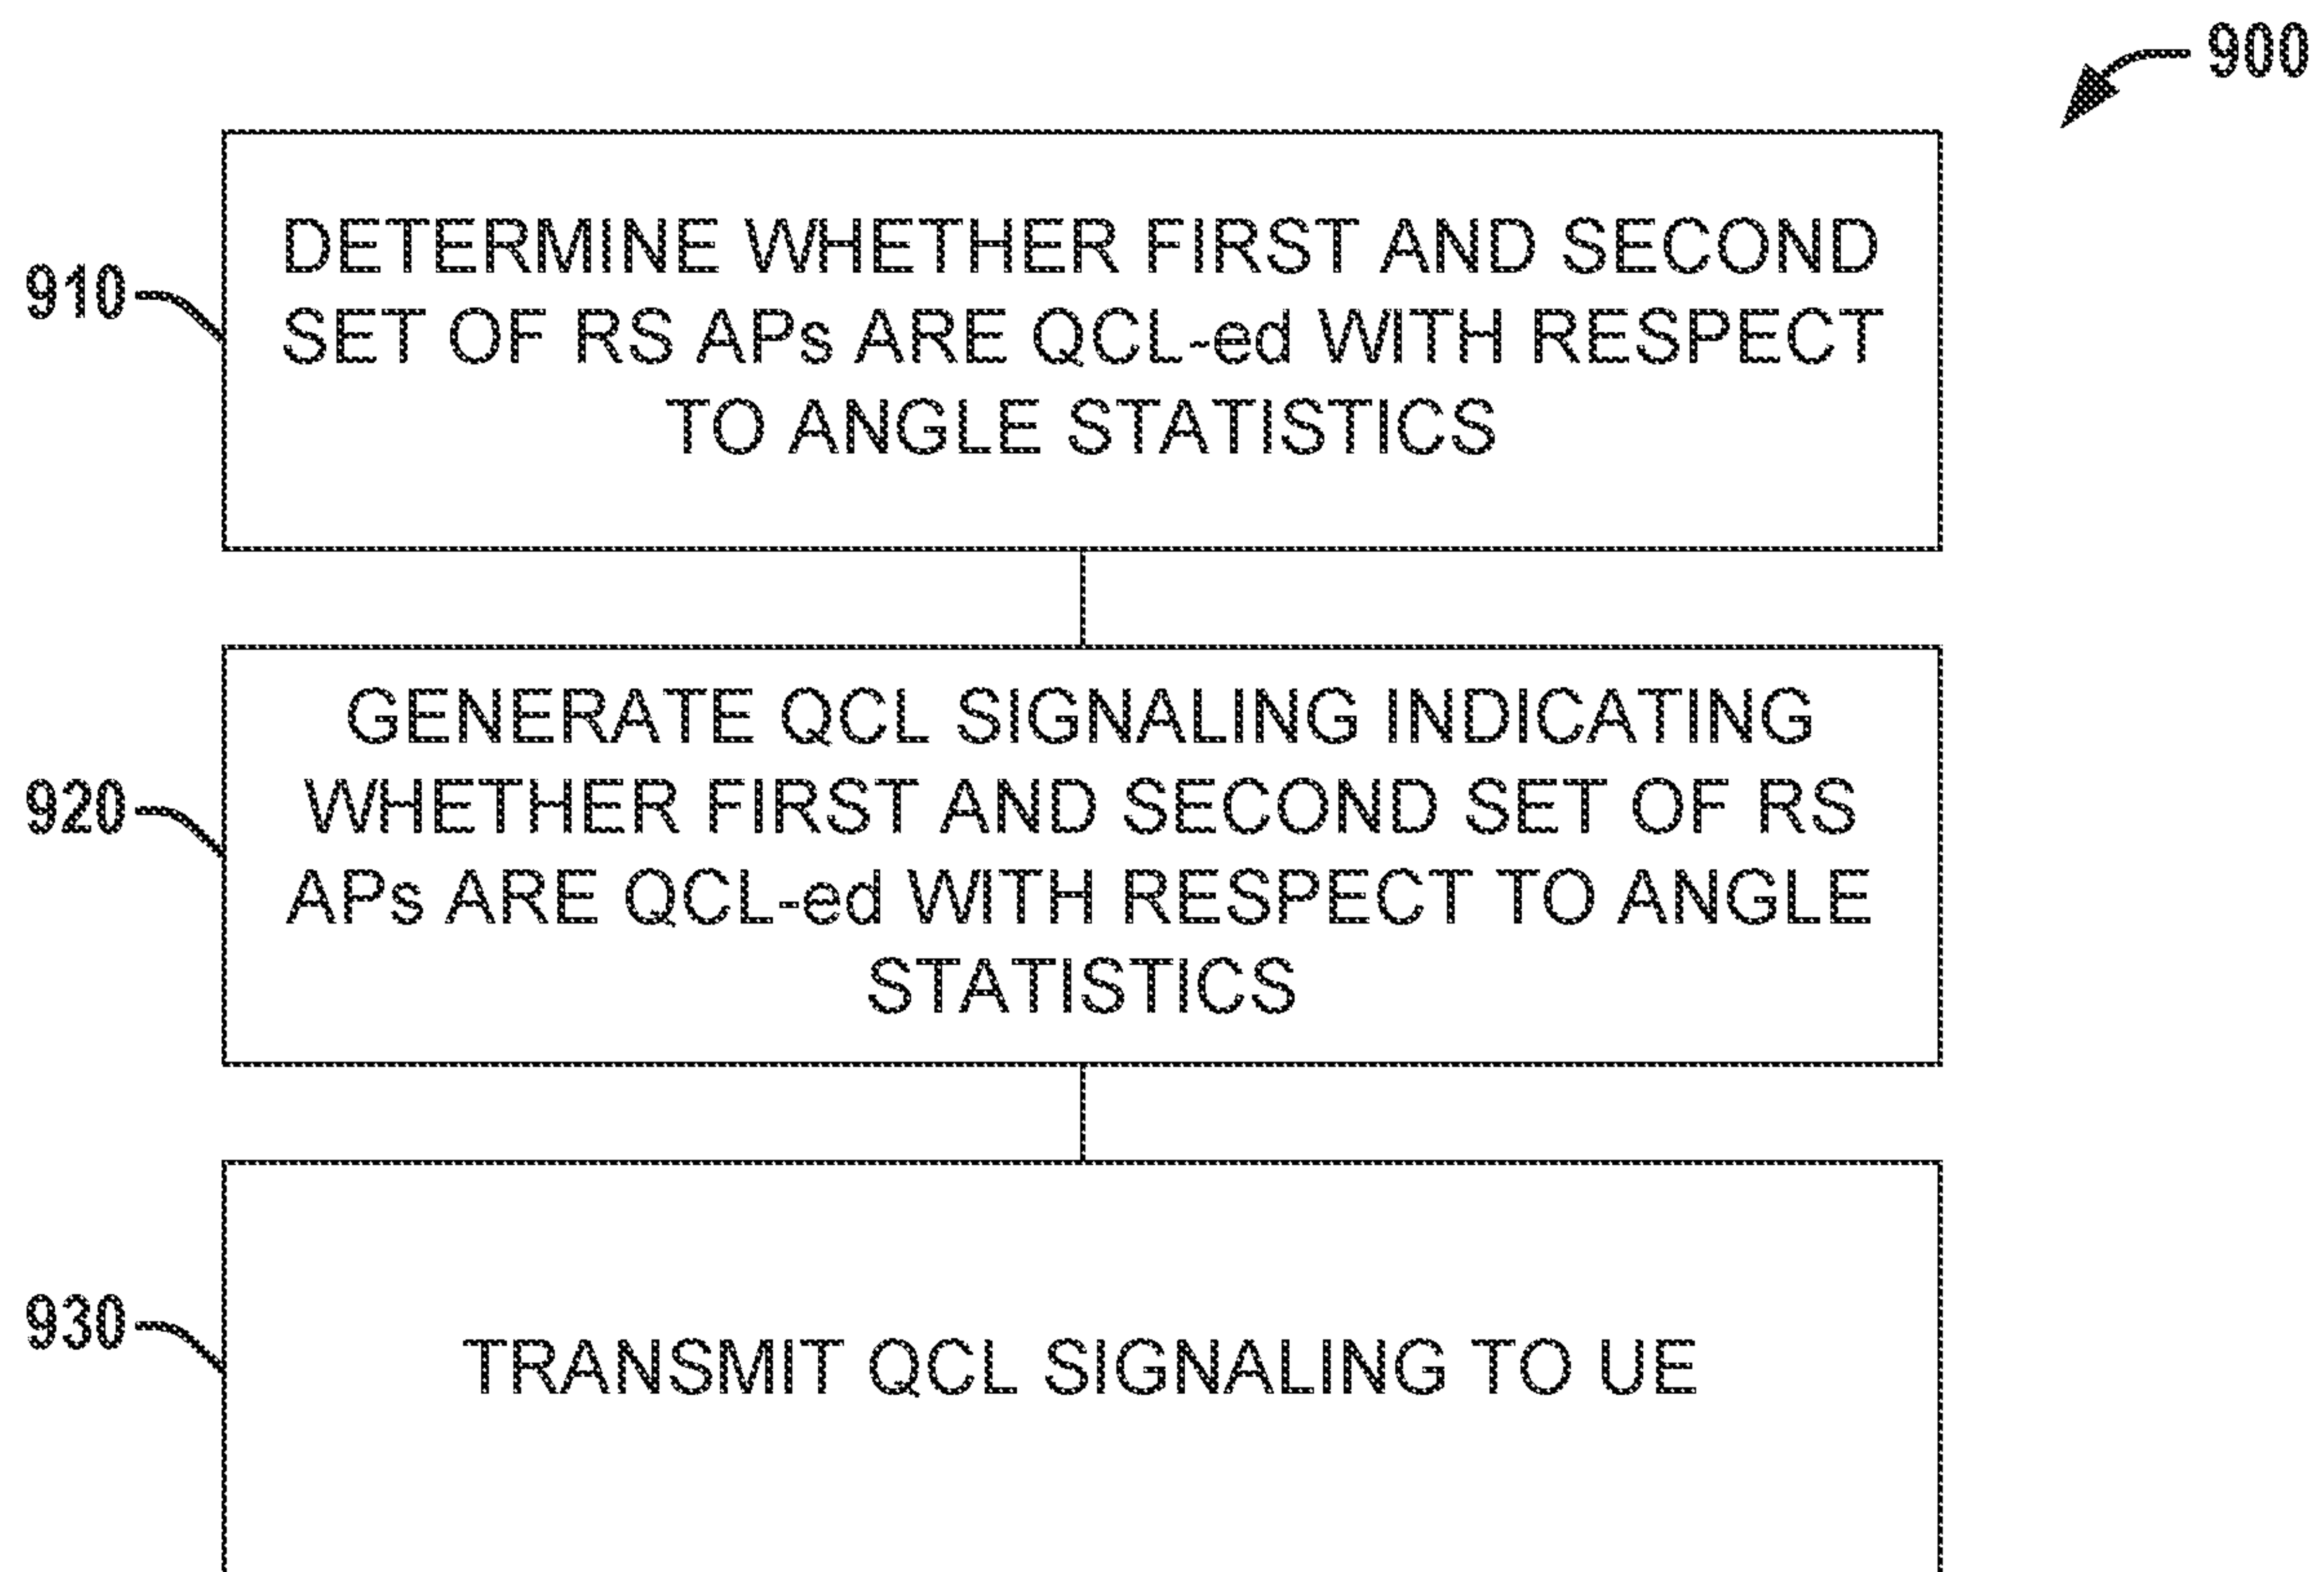 900
910
DETERMINE WHETHER FIRST AND SECOND
SET OF RS APs ARE QCL-ed WITH RESPECT
TO ANGLE STATISTICS
920
GENERATE QCL SIGNALING INDICATING
WHETHER FIRST AND SECOND SET OF RS
APs ARE QCL-ed WITH RESPECT TO ANGLE
STATISTICS
930
TRANSMIT QCL SIGNALING TO UE